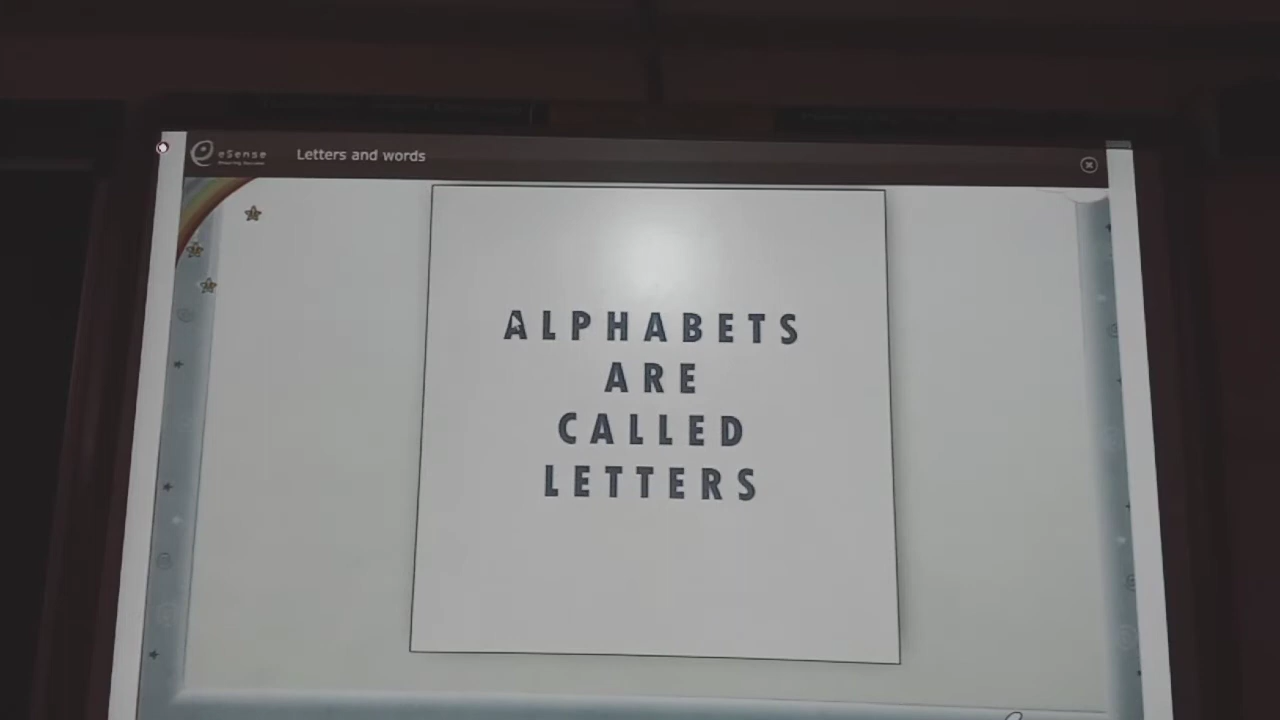 eSense
Letters and words
ALPHABETS
ARE
CALLED
LETTERS